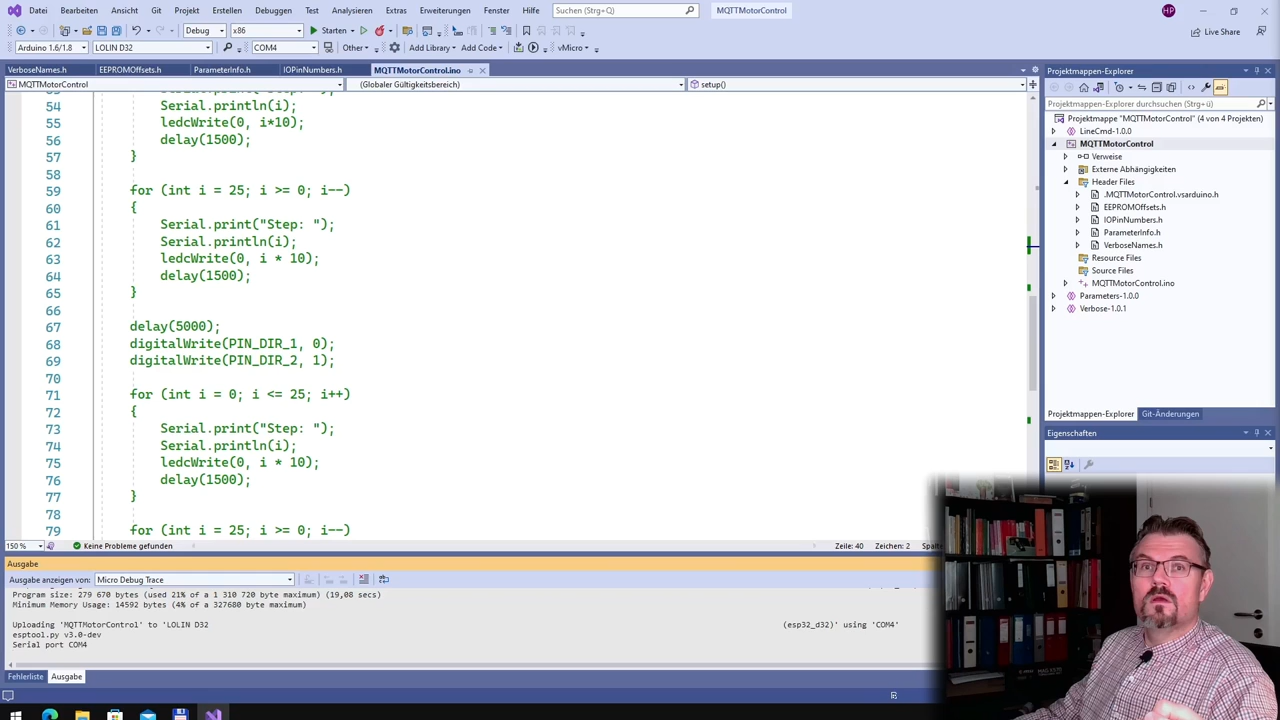 Datei Bearbeiten Ansicht Git Projekt Erstellen Debuggen Test Analysieren Extras Erweiterungen Fenster Hilfe Suchen (Strg+Q) MQTTMotorControl HP
Debug x86 Starten Live Share
Arduino 1.6/1.8 LOLIN D32 COM4 Other Add Library Add Code vMicro
VerboseNames.h EEPROMOffsets.h ParameterInfo.h IOPinNumbers.h MQTTMotorControl.ino
MQTTMotorControl (Globaler Gültigkeitsbereich) setup()
54 Serial.println(i);
55 ledcWrite(0, i*10);
56 delay(1500);
57 }
58
59 for (int i = 25; i >= 0; i--)
60 {
61 Serial.print("Step: ");
62 Serial.println(i);
63 ledcWrite(0, i * 10);
64 delay(1500);
65 }
66
67 delay(5000);
68 digitalWrite(PIN_DIR_1, 0);
69 digitalWrite(PIN_DIR_2, 1);
70
71 for (int i = 0; i <= 25; i++)
72 {
73 Serial.print("Step: ");
74 Serial.println(i);
75 ledcWrite(0, i * 10);
76 delay(1500);
77 }
78
79 for (int i = 25; i >= 0; i--)
150 % Keine Probleme gefunden Zeile: 40 Zeichen: 2
Ausgabe
Ausgabe anzeigen von: Micro Debug Trace
Program size: 279 670 bytes (used 21% of a 1 310 720 byte maximum) (19,08 secs)
Minimum Memory Usage: 14592 bytes (4% of a 327680 byte maximum)
Uploading 'MQTTMotorControl' to 'LOLIN D32 (esp32_d32)' using 'COM4'
esptool.py v3.0-dev
Serial port COM4
Fehlerliste Ausgabe
Projektmappen-Explorer
Projektmappen-Explorer durchsuchen (Strg+ü)
Projektmappe "MQTTMotorControl" (4 von 4 Projekten)
LineCmd-1.0.0
MQTTMotorControl
Verweise
Externe Abhängigkeiten
Header Files
.MQTTMotorControl.vsarduino.h
EEPROMOffsets.h
IOPinNumbers.h
ParameterInfo.h
VerboseNames.h
Resource Files
Source Files
MQTTMotorControl.ino
Parameters-1.0.0
Verbose-1.0.1
Projektmappen-Explorer Git-Änderungen
Eigenschaften